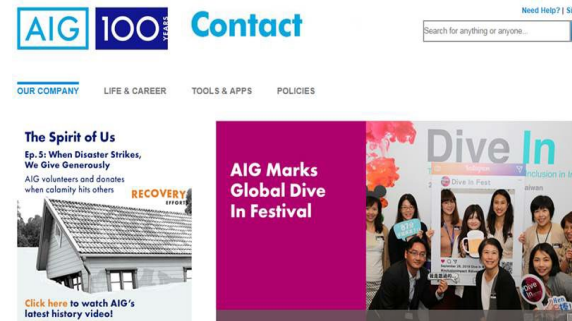 Need Help? |
AIG 100 YEARS Contact
Search for anything or anyone...
OUR COMPANY LIFE & CAREER TOOLS & APPS POLICIES
The Spirit of Us
Ep. 5: When Disaster Strikes,
We Give Generously
AIG volunteers and donates
when calamity hits others
RECOVERY
EFFORTS
Click here to watch AIG's
latest history video!
AIG Marks
Global Dive
In Festival
Dive In
Inclusion in
Dive In Fest
aiwan
Dive In